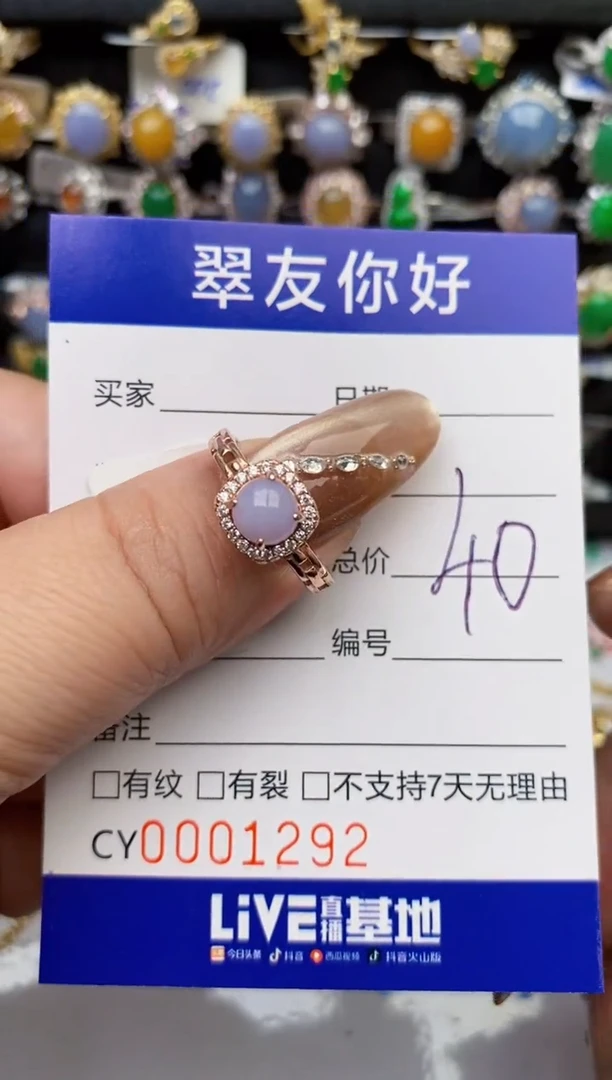 翠友你好
买家 日期
40
总价
编号
备注
□有纹 □有裂 □不支持7天无理由
CY0001292
LiVE直播基地
今日头条 抖音 西瓜视频 抖音火山版